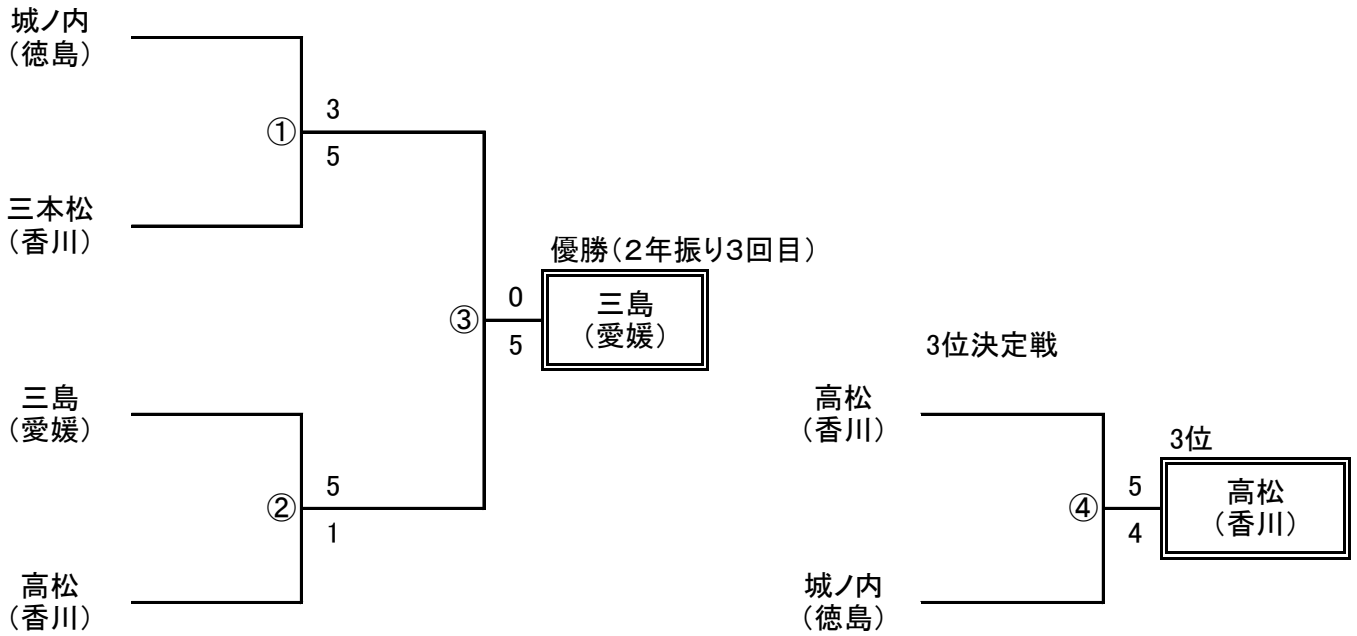 城ノ内
（徳島）
①
3
5
三本松
（香川）
優勝（２年振り３回目）
③
0
5
三島
（愛媛）
三島
（愛媛）
②
5
1
高松
（香川）
3位決定戦
高松
（香川）
④
5
4
3位
高松
（香川）
城ノ内
（徳島）